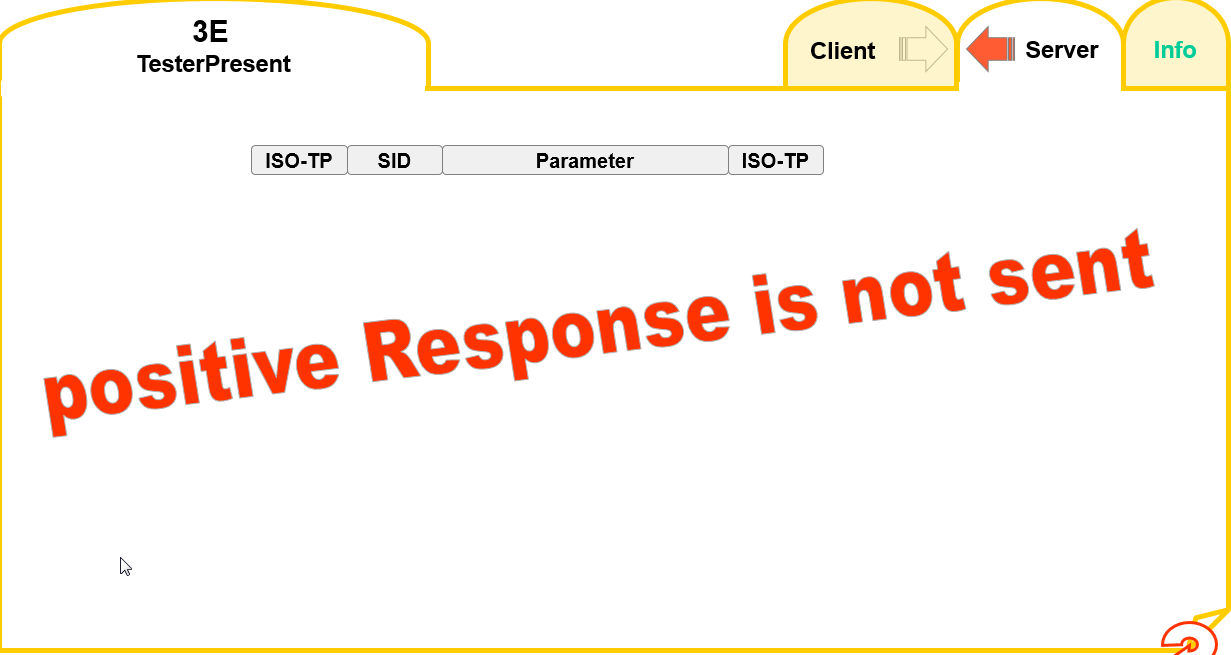 3E
TesterPresent
Client
Server
Info
ISO-TP SID Parameter ISO-TP
positive Response is not sent